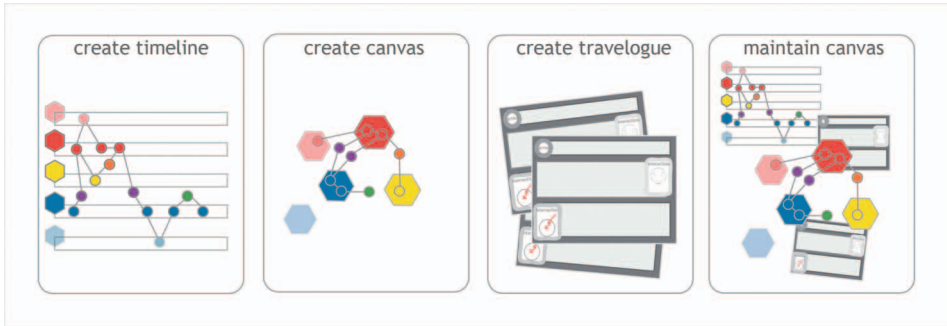 create timeline
create canvas
create travelogue
maintain canvas